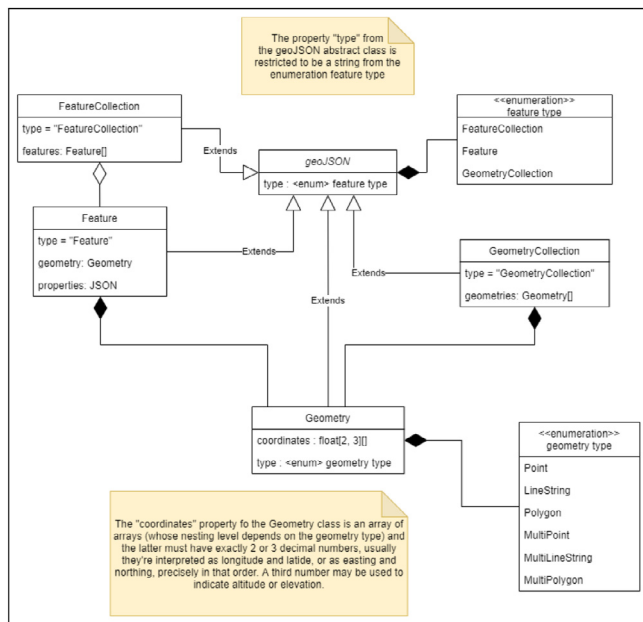 The property "type" from
the geoJSON abstract class is
restricted to be a string from the
enumeration feature type
FeatureCollection
type = "FeatureCollection"
features: Feature[]
Extends
geoJSON
type : <enum> feature type
<<enumeration>>
feature type
FeatureCollection
Feature
GeometryCollection
Feature
type = "Feature"
geometry: Geometry
properties: JSON
Extends
Extends
Extends
GeometryCollection
type = "GeometryCollection"
geometries: Geometry[]
Geometry
coordinates : float[2, 3][]
type : <enum> geometry type
<<enumeration>>
geometry type
Point
LineString
Polygon
MultiPoint
MultiLineString
MultiPolygon
The "coordinates" property fo the Geometry class is an array of
arrays (whose nesting level depends on the geometry type) and
the latter must have exactly 2 or 3 decimal numbers, usually
they're interpreted as longitude and latide, or as easting and
northing, precisely in that order. A third number may be used to
indicate altitude or elevation.